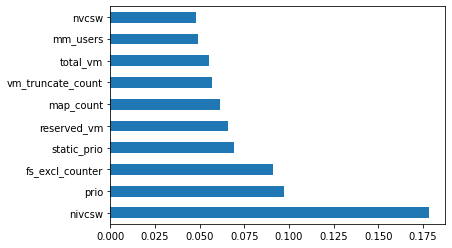 nvcsw
mm_users
total_vm
vm_truncate_count
map_count
reserved_vm
static_prio
fs_excl_counter
prio
nivcsw
0.000 0.025 0.050 0.075 0.100 0.125 0.150 0.175